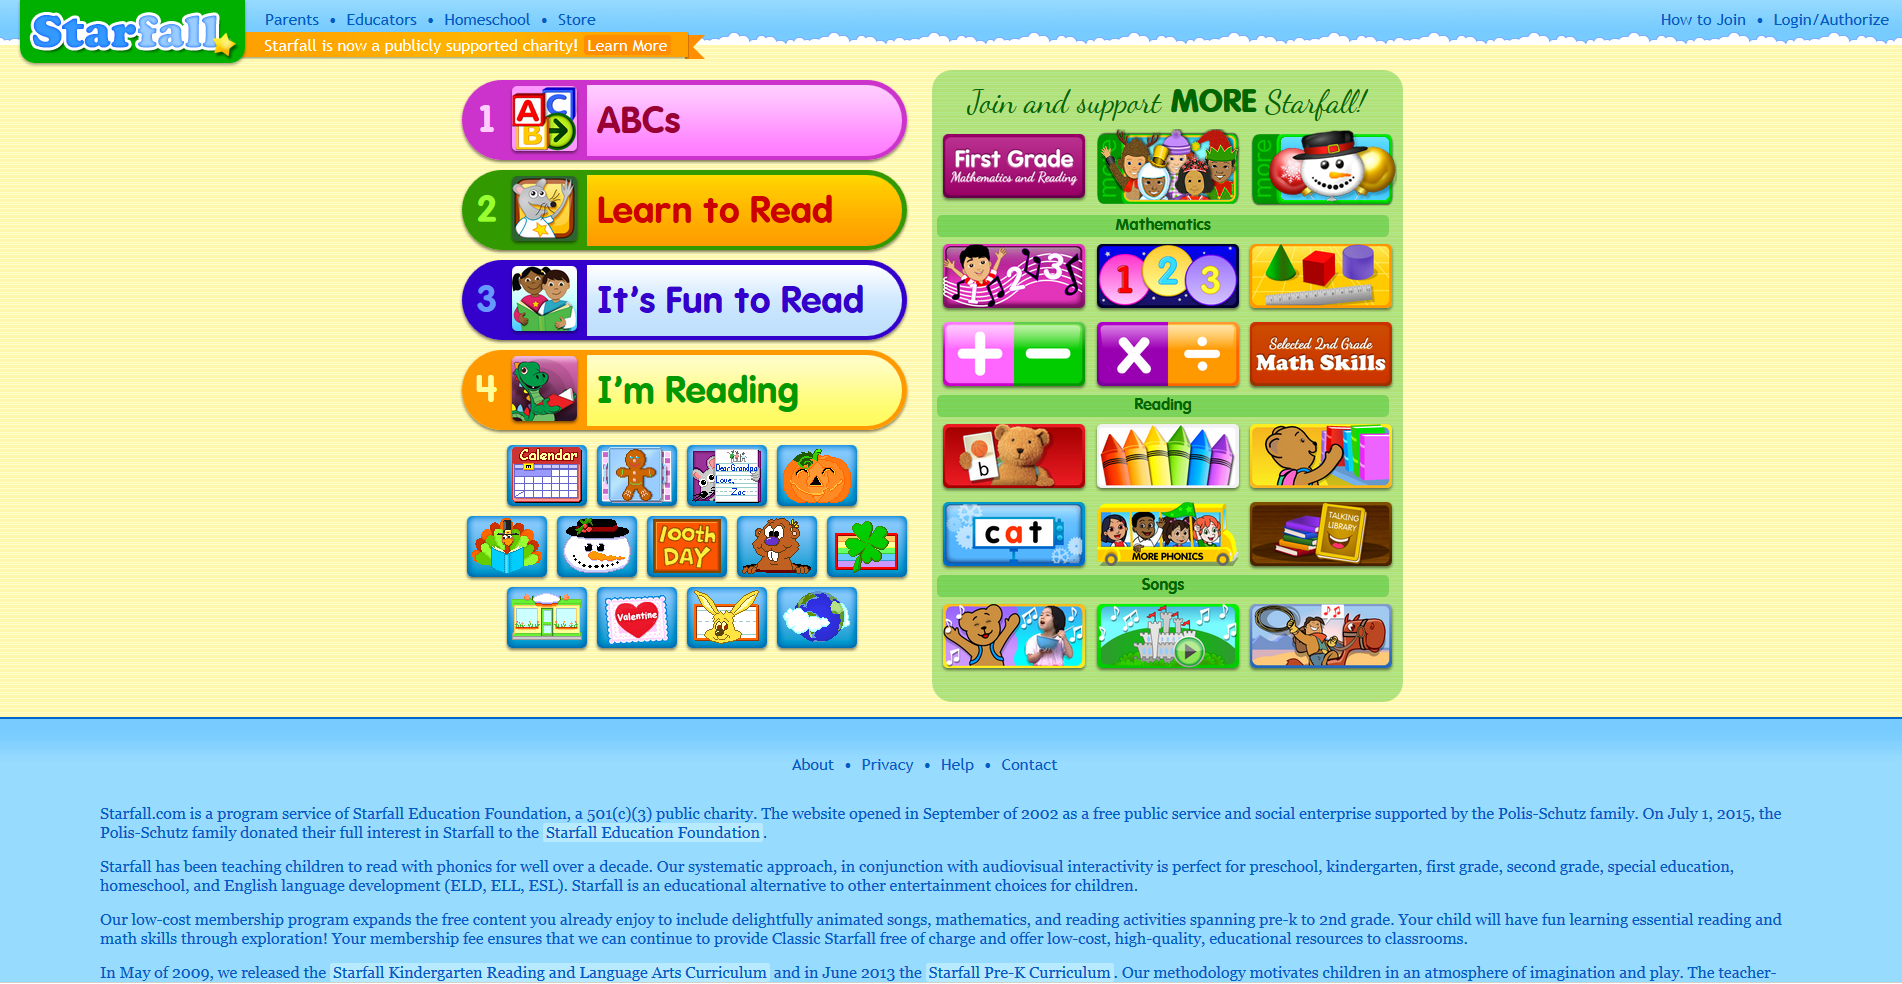 Starfall
Parents • Educators • Homeschool • Store
How to Join • Login/Authorize
Starfall is now a publicly supported charity! Learn More
1 ABC ABCs
2 Learn to Read
3 It's Fun to Read
4 I'm Reading
Calendar
m
Dear Grandpa
Love,
Zac
100th
DAY
Valentine
Join and support MORE Starfall!
First Grade
Mathematics and Reading
more
more
Mathematics
1 2 3
1 2 3
+ −
x ÷
Selected 2nd Grade
Math Skills
Reading
b
cat
MORE PHONICS
TALKING
LIBRARY
Songs
About • Privacy • Help • Contact
Starfall.com is a program service of Starfall Education Foundation, a 501(c)(3) public charity. The website opened in September of 2002 as a free public service and social enterprise supported by the Polis-Schutz family. On July 1, 2015, the
Polis-Schutz family donated their full interest in Starfall to the Starfall Education Foundation.
Starfall has been teaching children to read with phonics for well over a decade. Our systematic approach, in conjunction with audiovisual interactivity is perfect for preschool, kindergarten, first grade, second grade, special education,
homeschool, and English language development (ELD, ELL, ESL). Starfall is an educational alternative to other entertainment choices for children.
Our low-cost membership program expands the free content you already enjoy to include delightfully animated songs, mathematics, and reading activities spanning pre-k to 2nd grade. Your child will have fun learning essential reading and
math skills through exploration! Your membership fee ensures that we can continue to provide Classic Starfall free of charge and offer low-cost, high-quality, educational resources to classrooms.
In May of 2009, we released the Starfall Kindergarten Reading and Language Arts Curriculum and in June 2013 the Starfall Pre-K Curriculum. Our methodology motivates children in an atmosphere of imagination and play. The teacher-